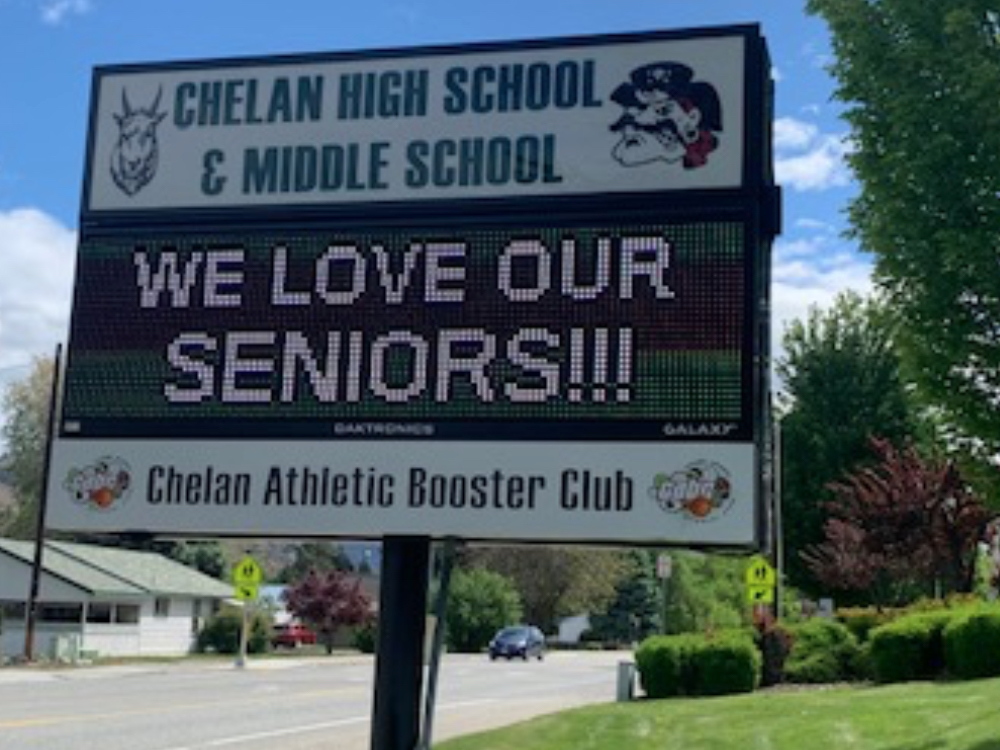 CHELAN HIGH SCHOOL
& MIDDLE SCHOOL
WE LOVE OUR
SENIORS!!!
DAKTRONICS
GALAXY
Chelan Athletic Booster Club